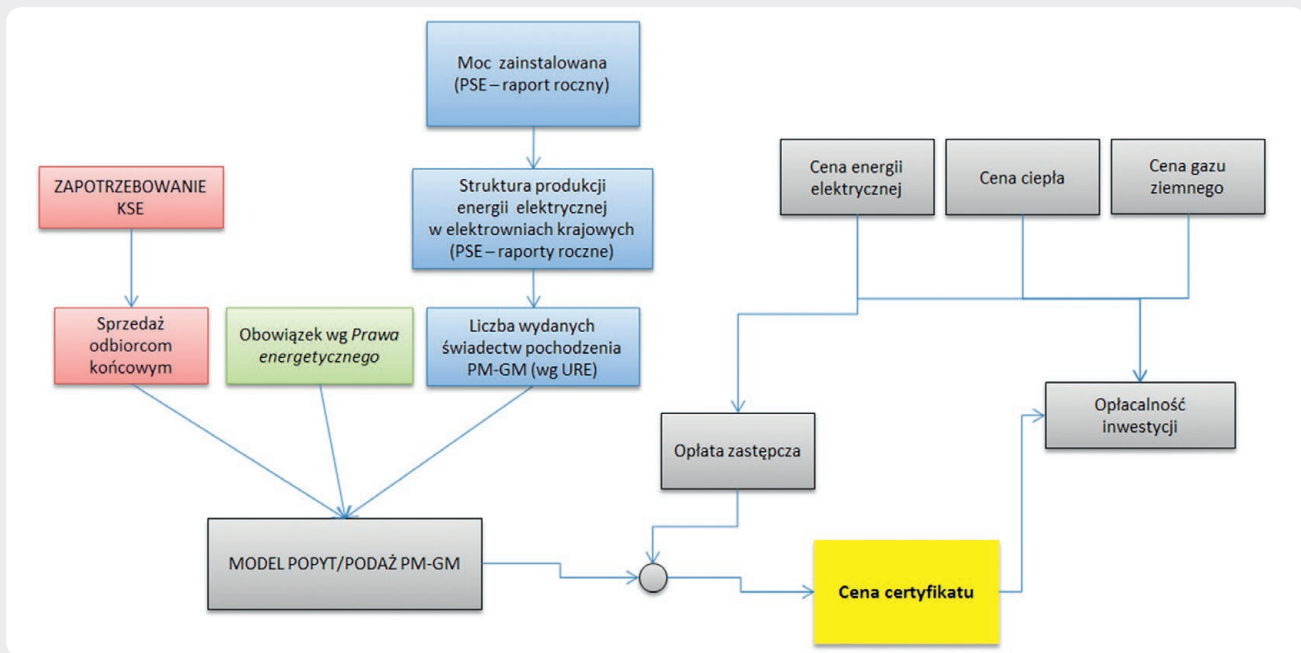 Moc zainstalowana
(PSE – raport roczny)
ZAPOTRZEBOWANIE
KSE
Struktura produkcji
energii elektrycznej
w elektrowniach krajowych
(PSE – raporty roczne)
Cena energii
elektrycznej
Cena ciepła
Cena gazu
ziemnego
Sprzedaż
odbiorcom
końcowym
Obowiązek wg Prawa
energetycznego
Liczba wydanych
świadectw pochodzenia
PM-GM (wg URE)
Opłata zastępcza
Opłacalność
inwestycji
MODEL POPYT/PODAŻ PM-GM
Cena certyfikatu